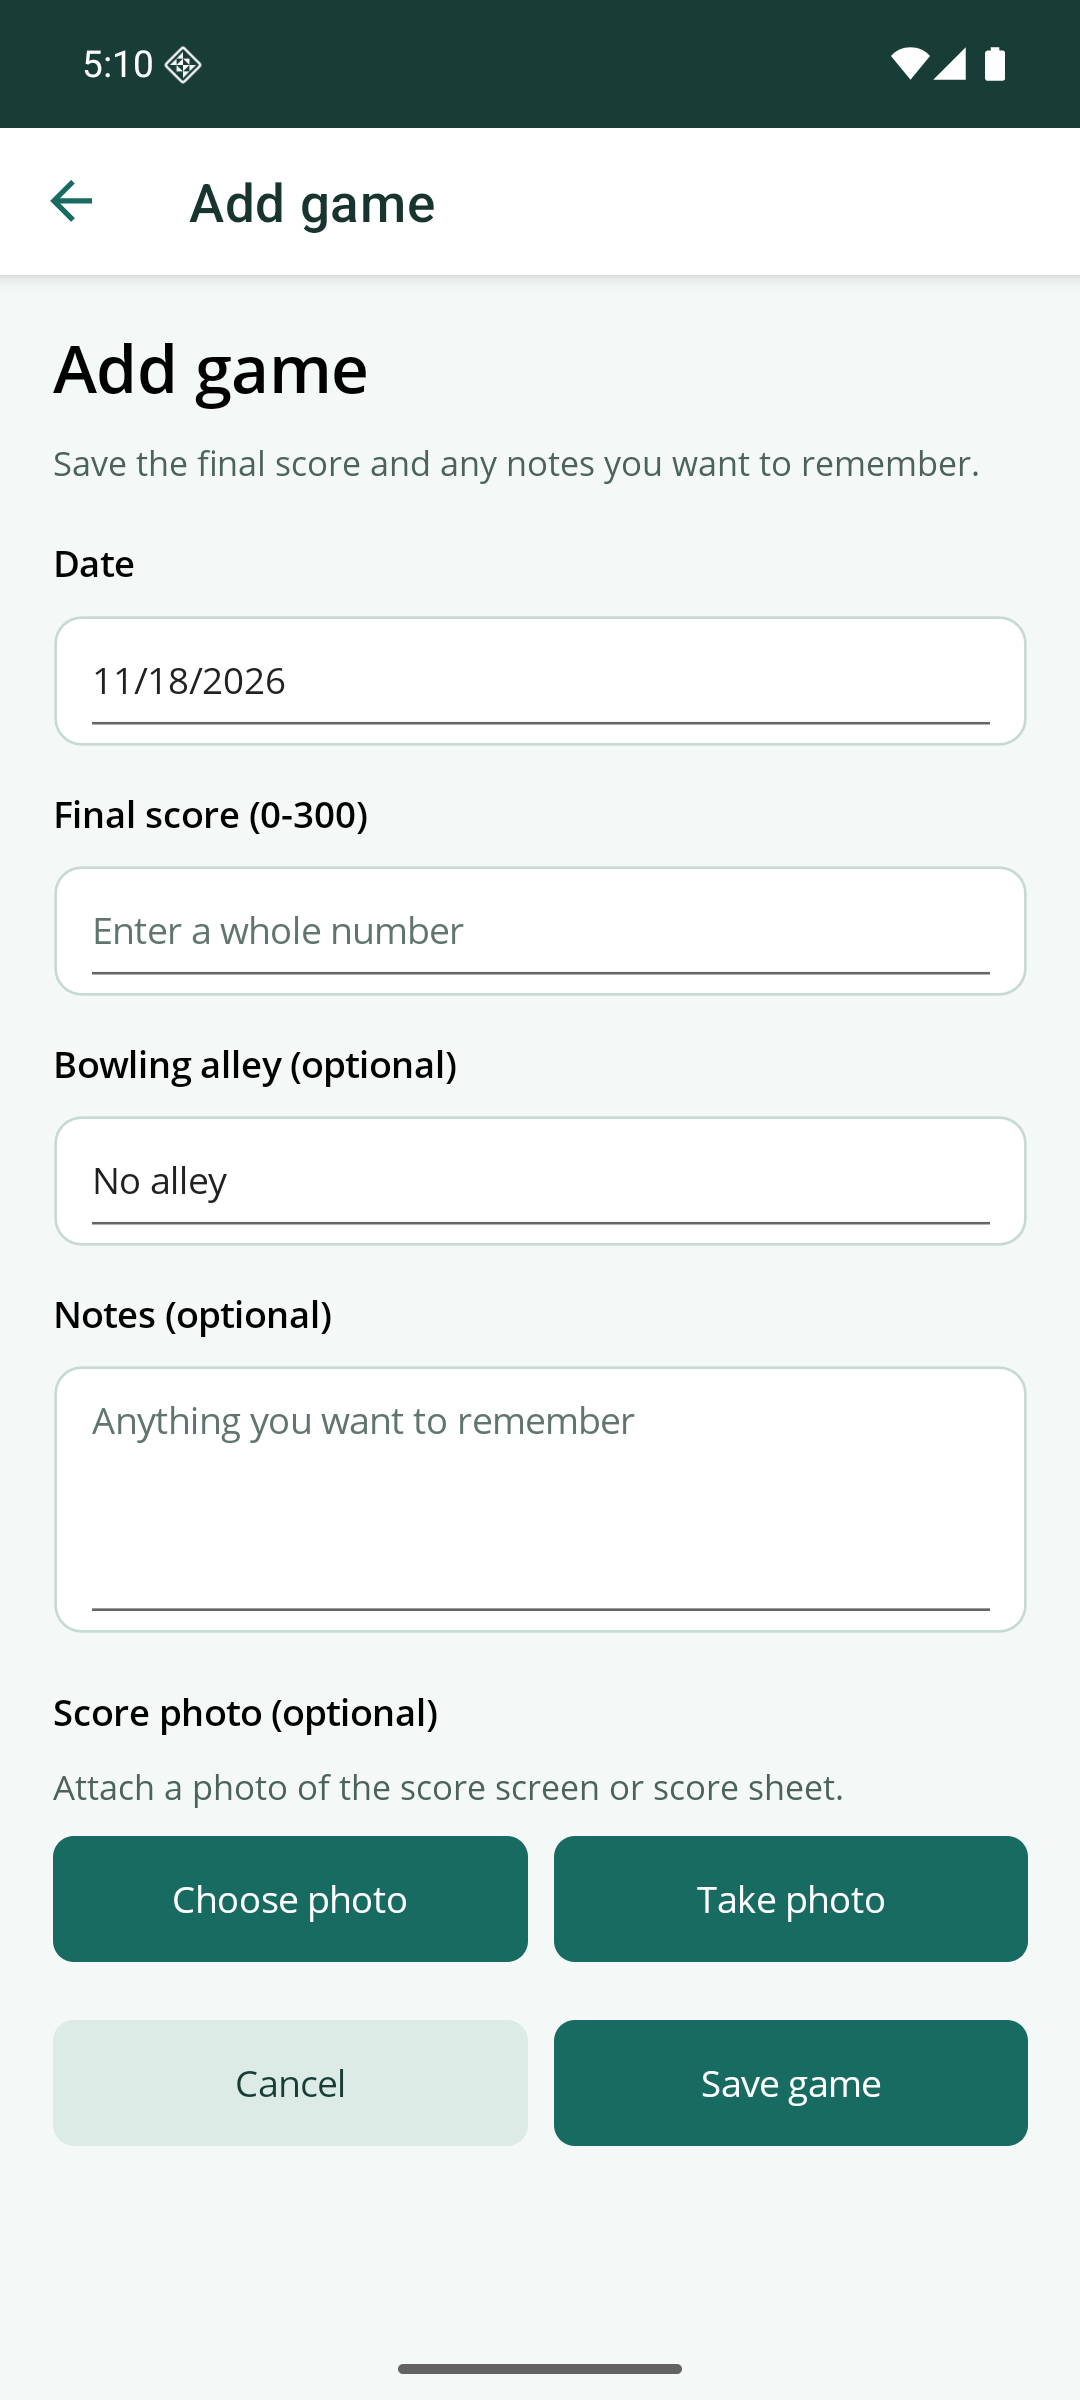 5:10
Add game
Add game
Save the final score and any notes you want to remember.
Date
11/18/2026
Final score (0-300)
Enter a whole number
Bowling alley (optional)
No alley
Notes (optional)
Anything you want to remember
Score photo (optional)
Attach a photo of the score screen or score sheet.
Choose photo
Take photo
Cancel
Save game